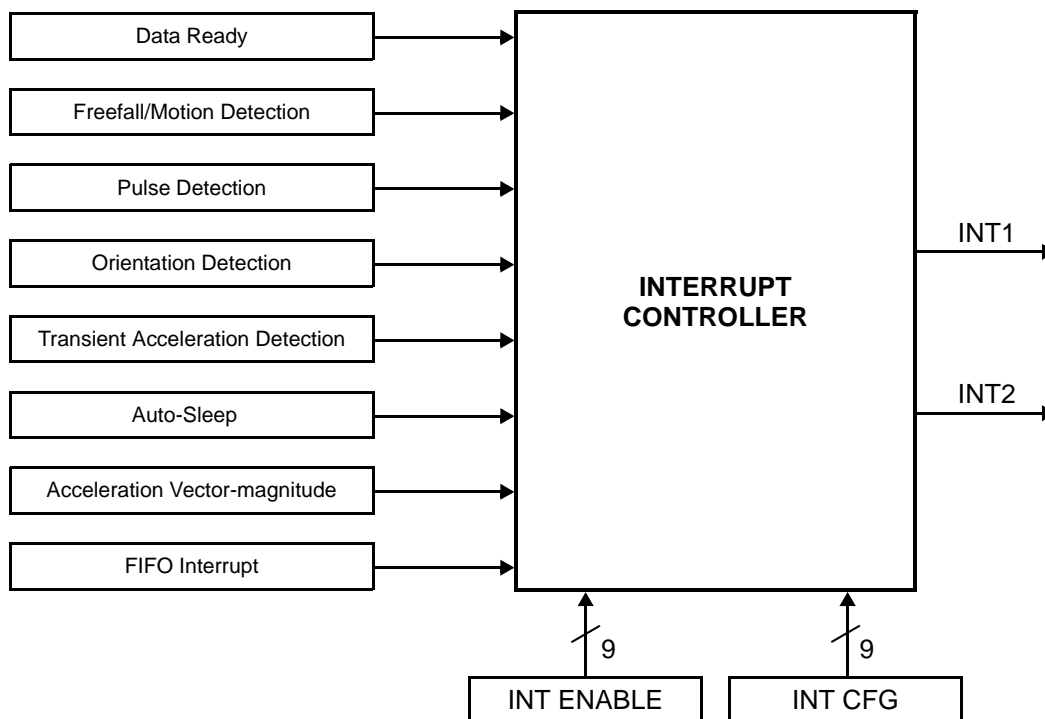 Data Ready
Freefall/Motion Detection
Pulse Detection
Orientation Detection
Transient Acceleration Detection
Auto-Sleep
Acceleration Vector-magnitude
FIFO Interrupt
INTERRUPT
CONTROLLER
INT1
INT2
9
9
INT ENABLE
INT CFG